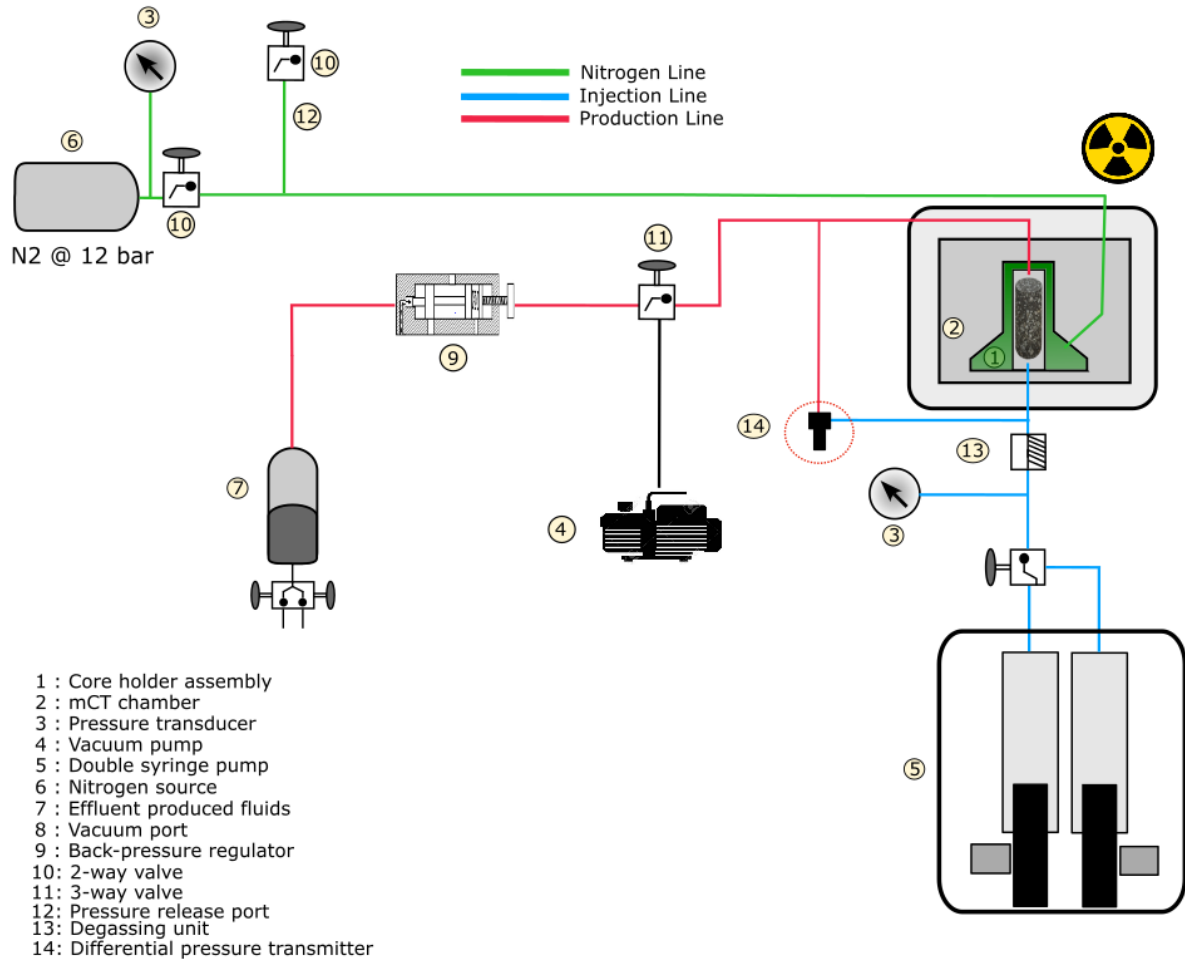 3
10
12
Nitrogen Line
Injection Line
Production Line
6
10
N2 @ 12 bar
11
2
1
9
14
13
3
7
4
5
1 : Core holder assembly
2 : mCT chamber
3 : Pressure transducer
4 : Vacuum pump
5 : Double syringe pump
6 : Nitrogen source
7 : Effluent produced fluids
8 : Vacuum port
9 : Back-pressure regulator
10: 2-way valve
11: 3-way valve
12: Pressure release port
13: Degassing unit
14: Differential pressure transmitter